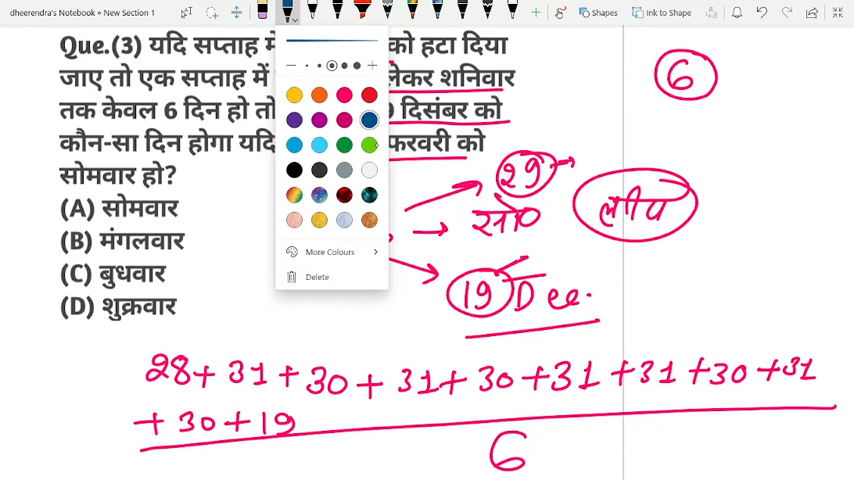 dheerendra's Notebook » New Section 1
Shapes
Ink to Shape
Que.(3) यदि सप्ताह में को हटा दिया
जाए तो एक सप्ताह में लेकर शनिवार
तक केवल 6 दिन हो तो दिसंबर को
कौन-सा दिन होगा यदि फरवरी को
सोमवार हो?
(A) सोमवार
(B) मंगलवार
(C) बुधवार
(D) शुक्रवार
More Colours
Delete
6
29
सोo
लीप
19 Dec.
28+ 31 + 30 + 31+ 30 +31 +31 +30 +31
+ 30 + 19
6